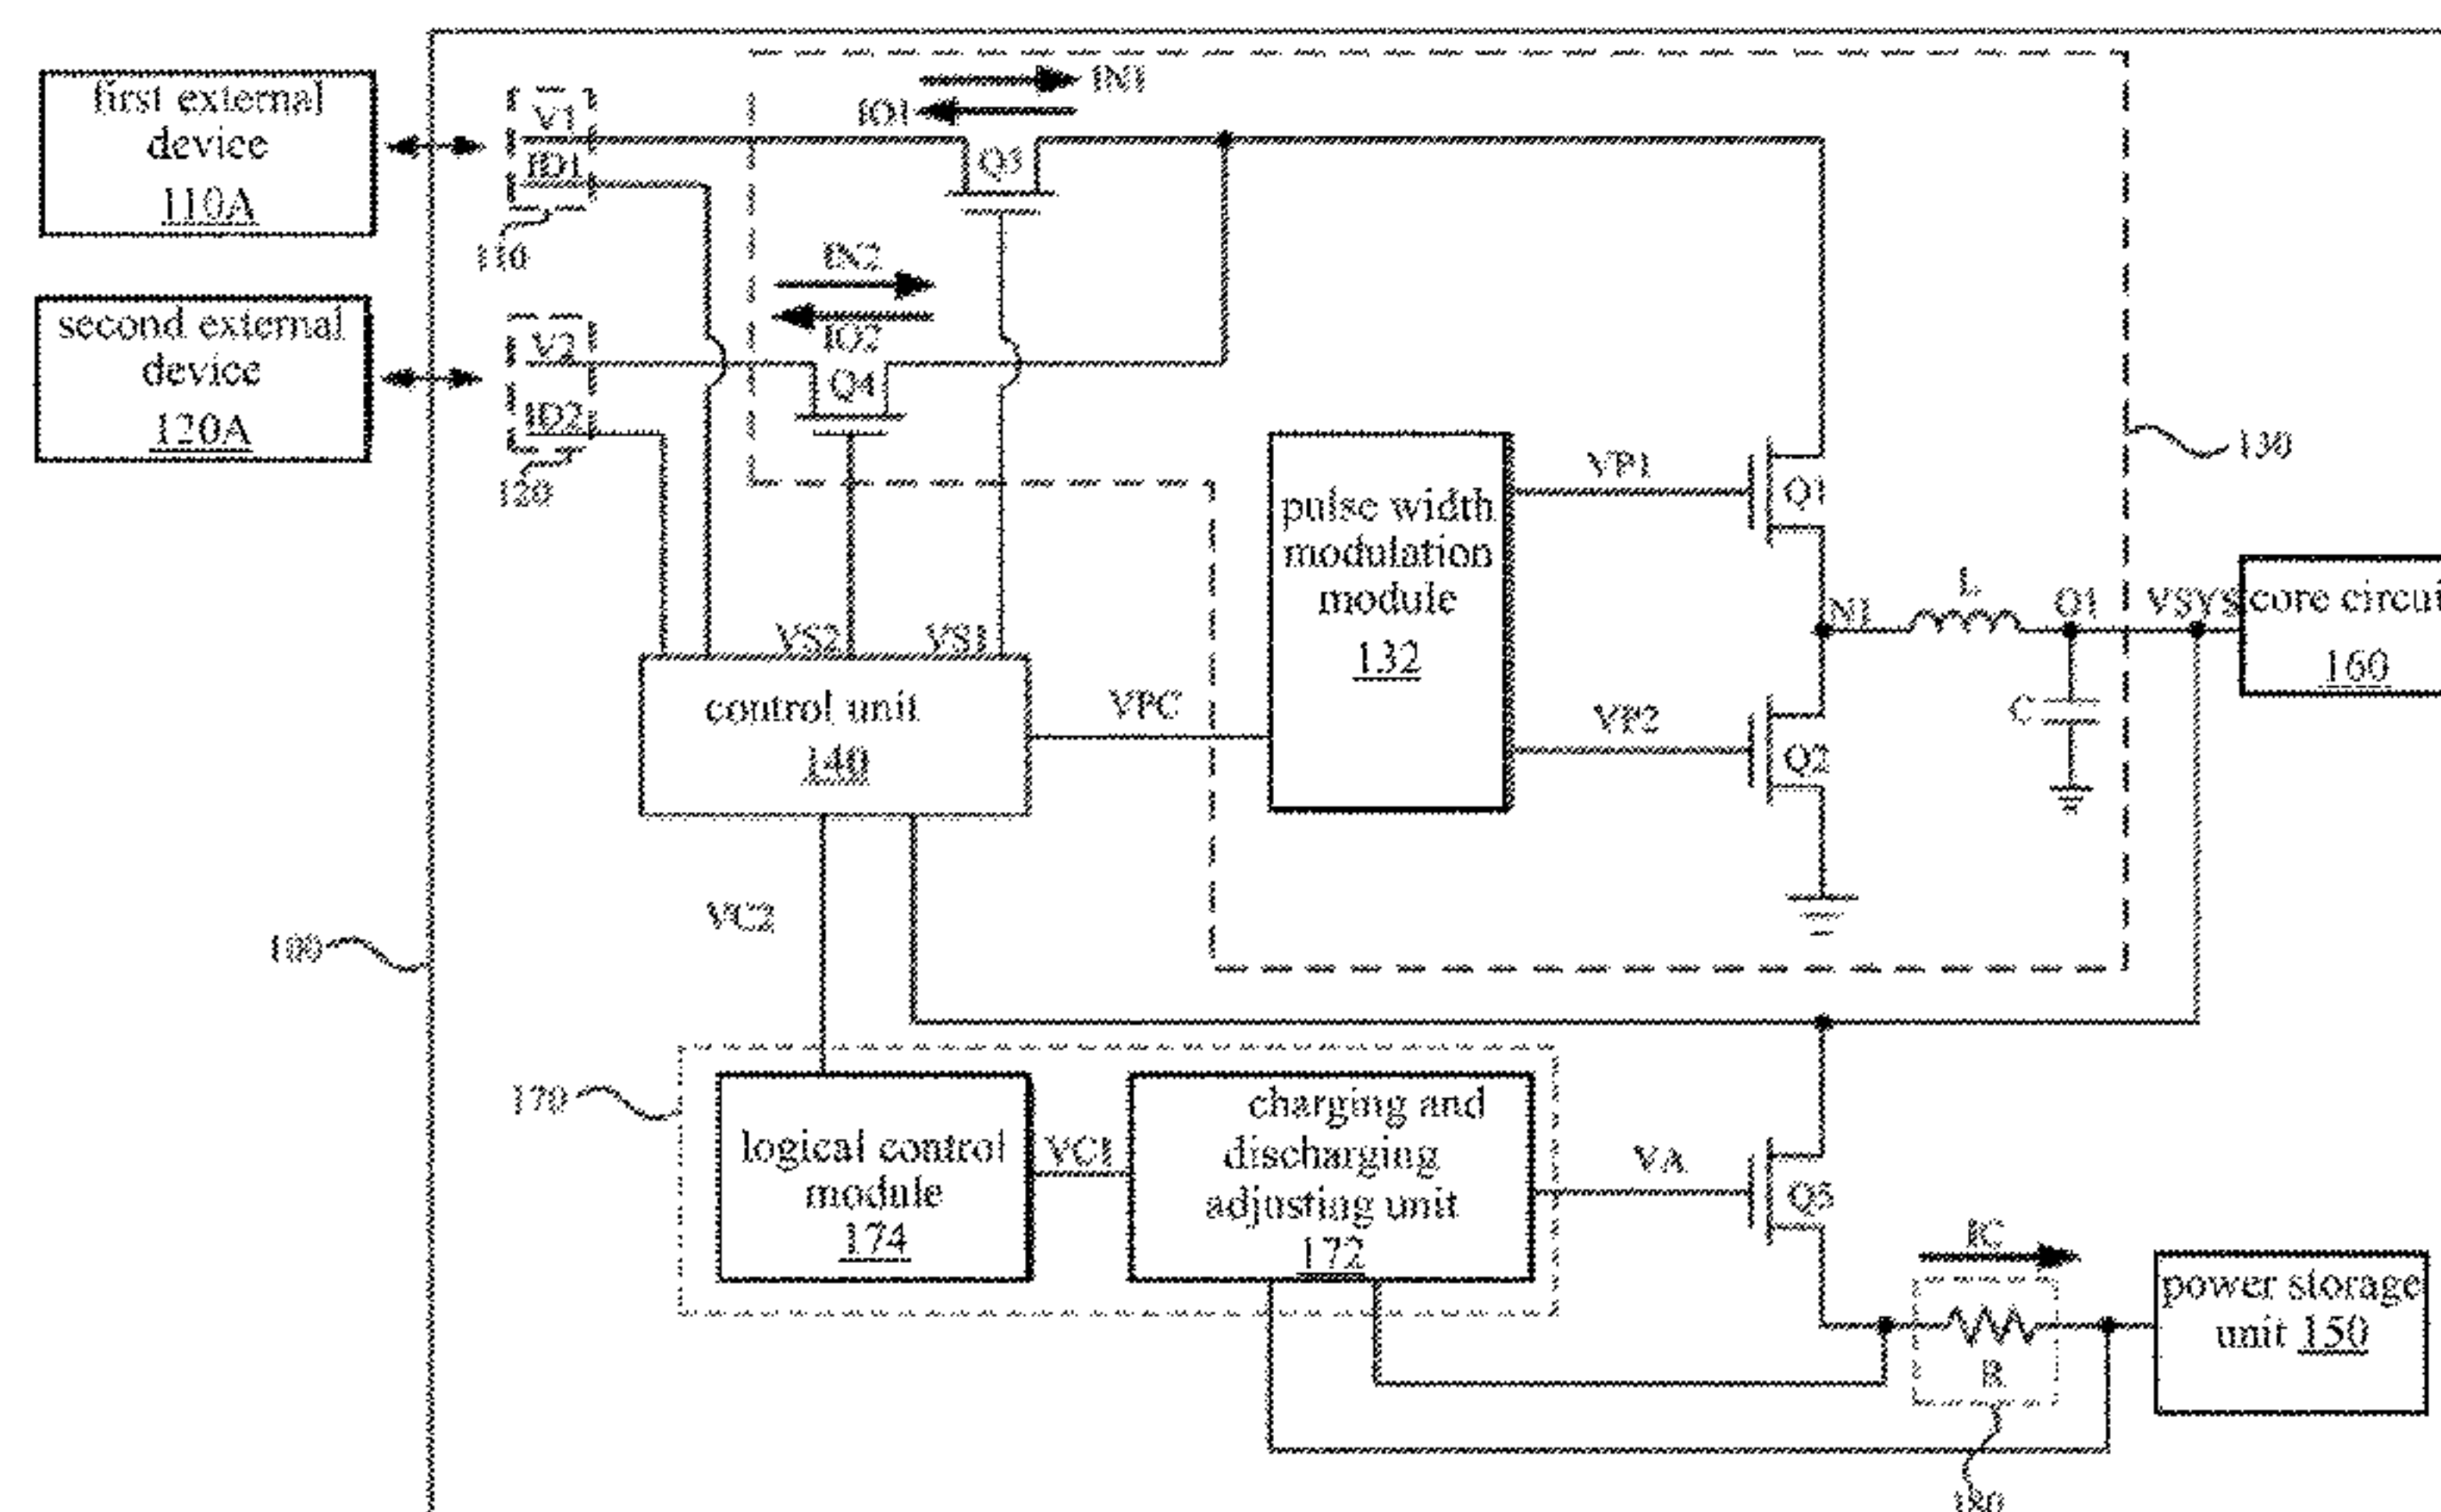 first external
device
110A
second external
device
120A
V1
ID1
110
V2
ID2
120
IN1
IO1
Q3
IN2
IO2
Q4
130
pulse width
modulation
module
132
VP1
Q1
VP2
Q2
N1
L
O1
VSYS
C
core circui
160
VS2
VS1
control unit
140
VPC
VC2
100
170
logical control
module
174
VC1
charging and
discharging
adjusting unit
172
VA
Q5
IC
R
180
power storage
unit 150